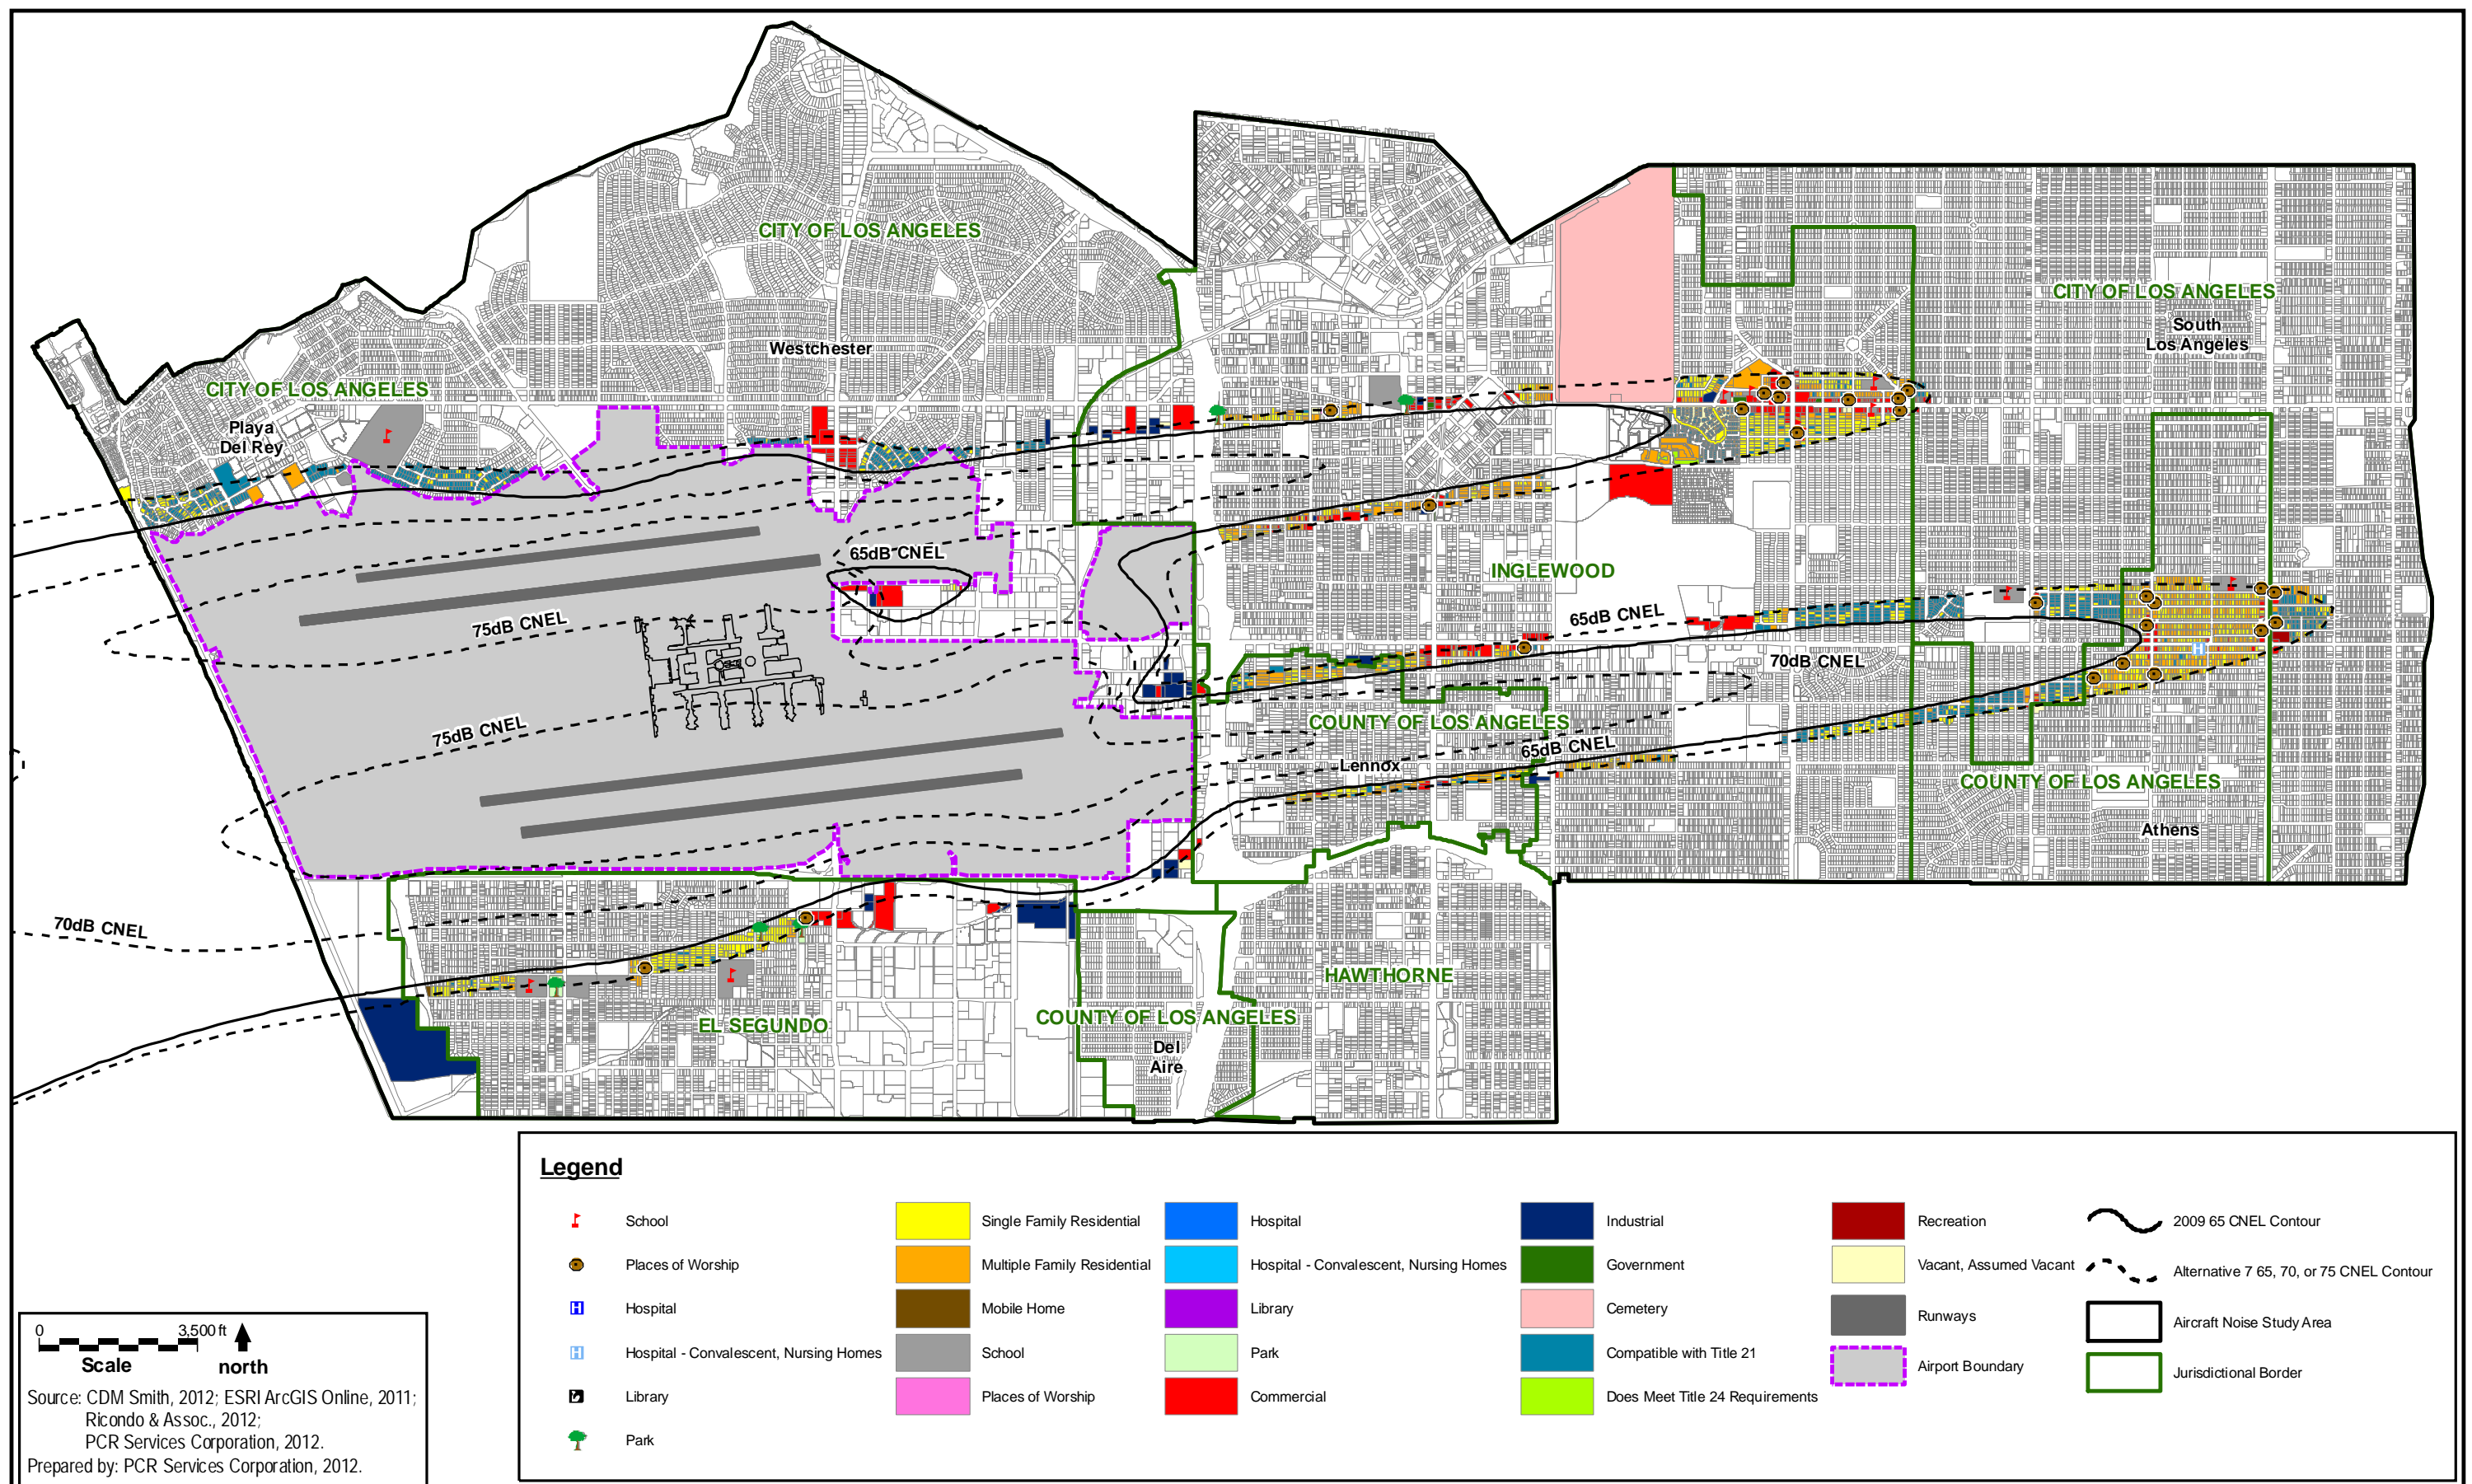 CITY OF LOS ANGELES
CITY OF LOS ANGELES
South
Los Angeles
Westchester
CITY OF LOS ANGELES
Playa
Del Rey
65dB CNEL
INGLEWOOD
75dB CNEL
65dB CNEL
70dB CNEL
75dB CNEL
COUNTY OF LOS ANGELES
65dB CNEL
Lennox
COUNTY OF LOS ANGELES
Athens
70dB CNEL
HAWTHORNE
EL SEGUNDO
COUNTY OF LOS ANGELES
Del
Aire
Legend
School
Places of Worship
Hospital
Hospital - Convalescent, Nursing Homes
Library
Park
Single Family Residential
Multiple Family Residential
Mobile Home
School
Places of Worship
Hospital
Hospital - Convalescent, Nursing Homes
Library
Park
Commercial
Industrial
Government
Cemetery
Compatible with Title 21
Does Meet Title 24 Requirements
Recreation
Vacant, Assumed Vacant
Runways
Airport Boundary
2009 65 CNEL Contour
Alternative 7 65, 70, or 75 CNEL Contour
Aircraft Noise Study Area
Jurisdictional Border
0 3,500 ft
Scale north
Source: CDM Smith, 2012; ESRI ArcGIS Online, 2011;
Ricondo & Assoc., 2012;
PCR Services Corporation, 2012.
Prepared by: PCR Services Corporation, 2012.